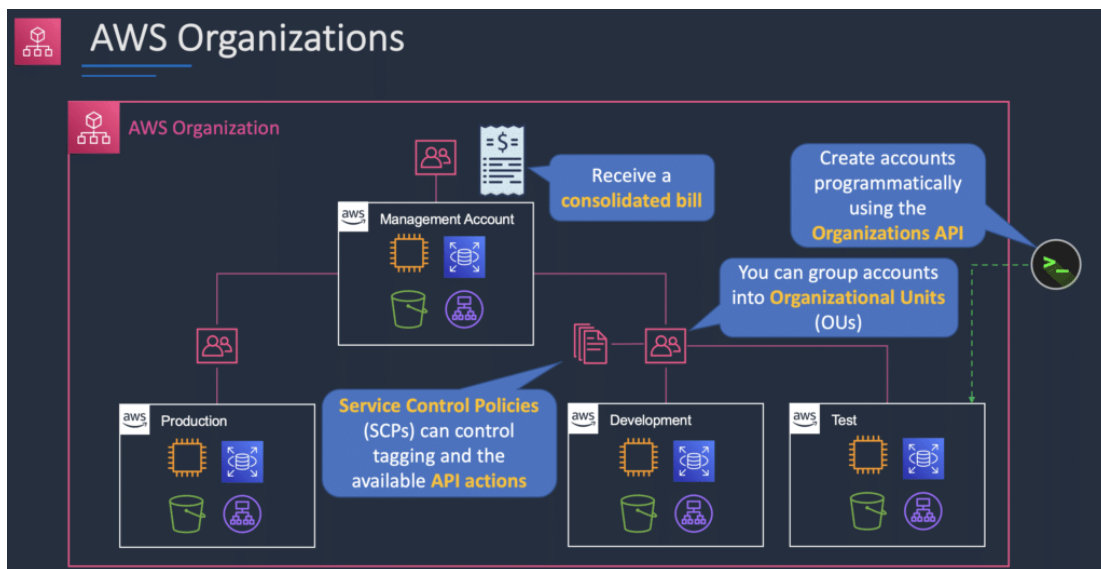 AWS Organizations
AWS Organization
=$=
Receive a
consolidated bill
Create accounts
programmatically
using the
Organizations API
>_
aws
Management Account
You can group accounts
into Organizational Units
(OUs)
Service Control Policies
(SCPs) can control
tagging and the
available API actions
aws
Production
aws
Development
aws
Test